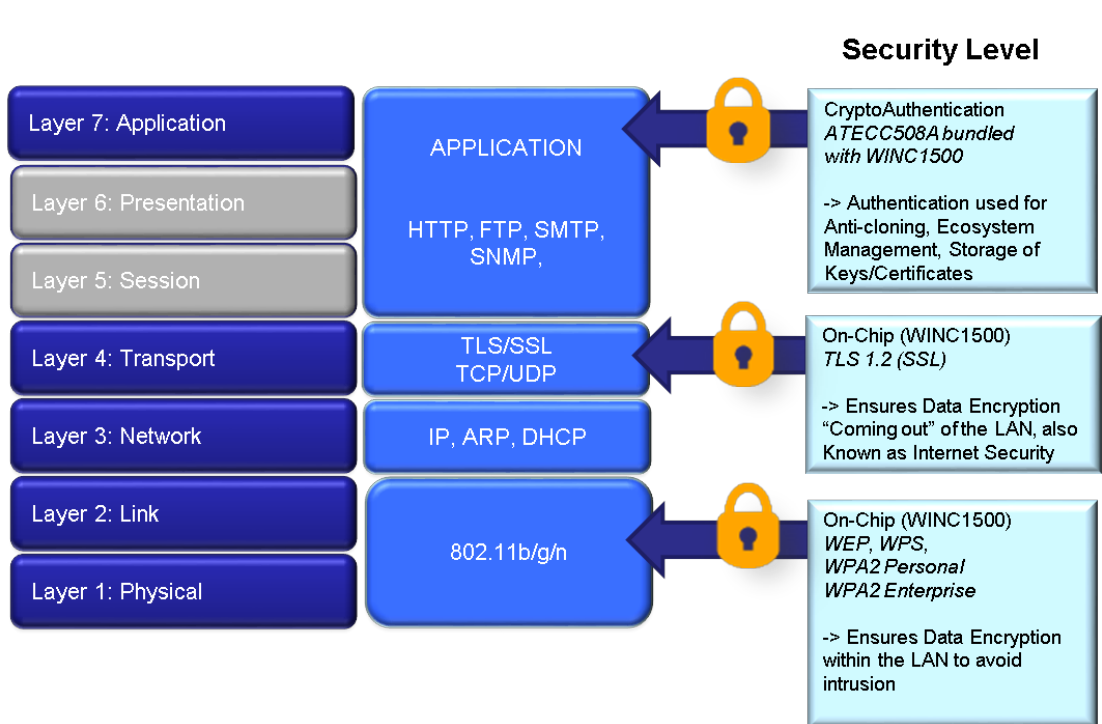 Security Level
Layer 7: Application
Layer 6: Presentation
Layer 5: Session
Layer 4: Transport
Layer 3: Network
Layer 2: Link
Layer 1: Physical
APPLICATION
HTTP, FTP, SMTP,
SNMP,
TLS/SSL
TCP/UDP
IP, ARP, DHCP
802.11b/g/n
CryptoAuthentication
ATECC508A bundled
with WINC1500
-> Authentication used for
Anti-cloning, Ecosystem
Management, Storage of
Keys/Certificates
On-Chip (WINC1500)
TLS 1.2 (SSL)
-> Ensures Data Encryption
“Coming out” of the LAN, also
Known as Internet Security
On-Chip (WINC1500)
WEP, WPS,
WPA2 Personal
WPA2 Enterprise
-> Ensures Data Encryption
within the LAN to avoid
intrusion